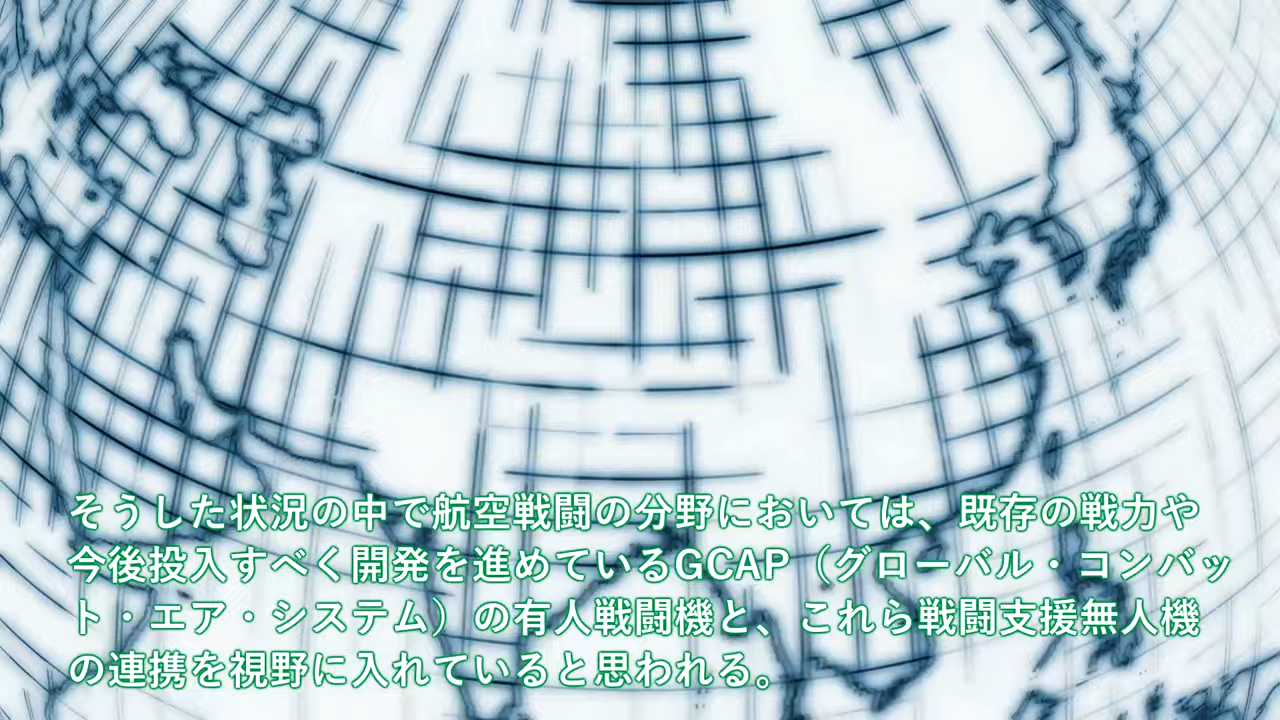 そうした状況の中で航空戦闘の分野においては、既存の戦力や
今後投入すべく開発を進めているGCAP（グローバル・コンバッ
ト・エア・システム）の有人戦闘機と、これら戦闘支援無人機
の連携を視野に入れていると思われる。